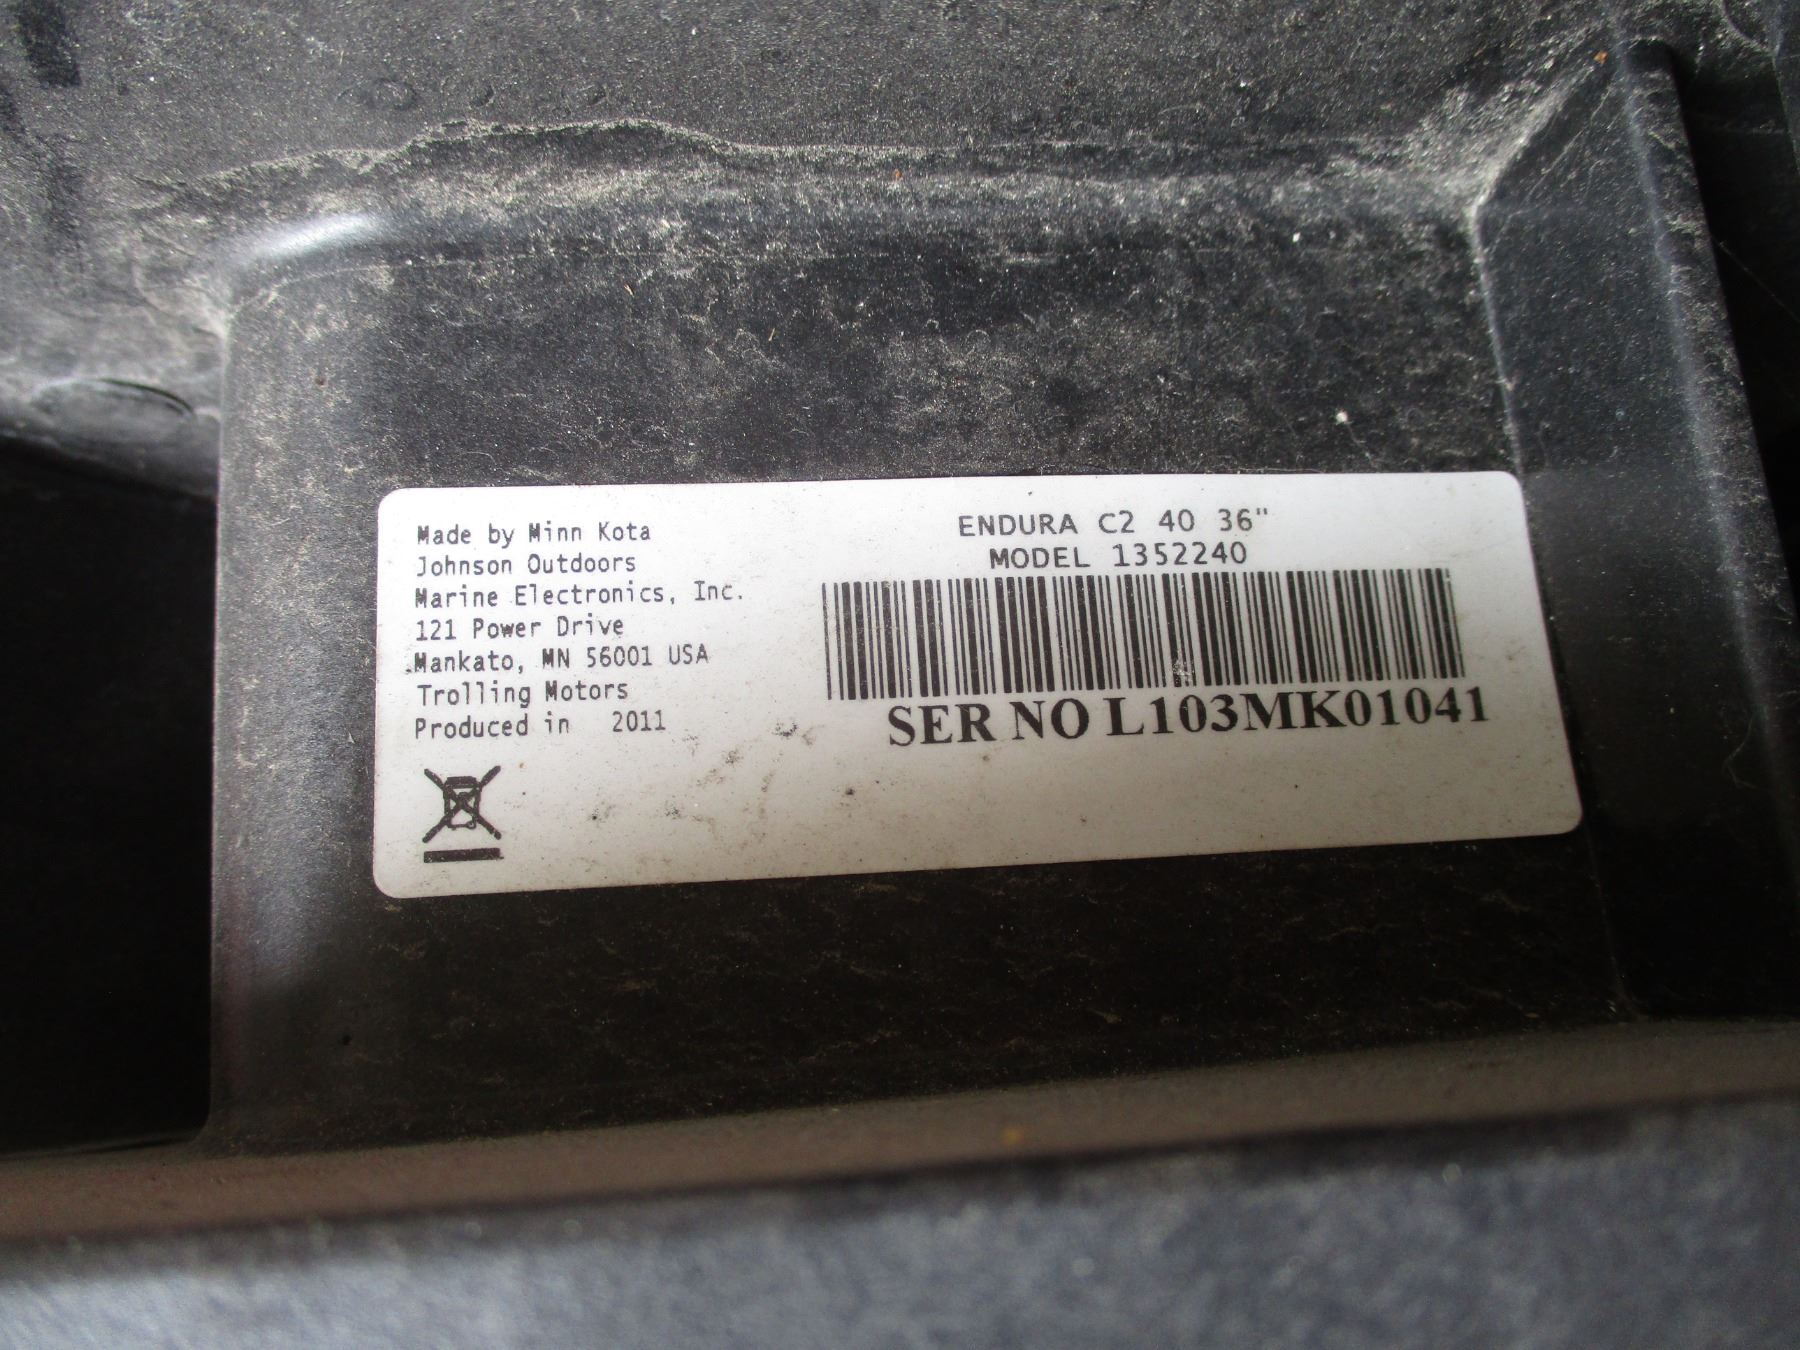 Made by Minn Kota
Johnson Outdoors
Marine Electronics, Inc.
121 Power Drive
Mankato, MN 56001 USA
Trolling Motors
Produced in 2011
ENDURA C2 40 36"
MODEL 1352240
SER NO L103MK01041